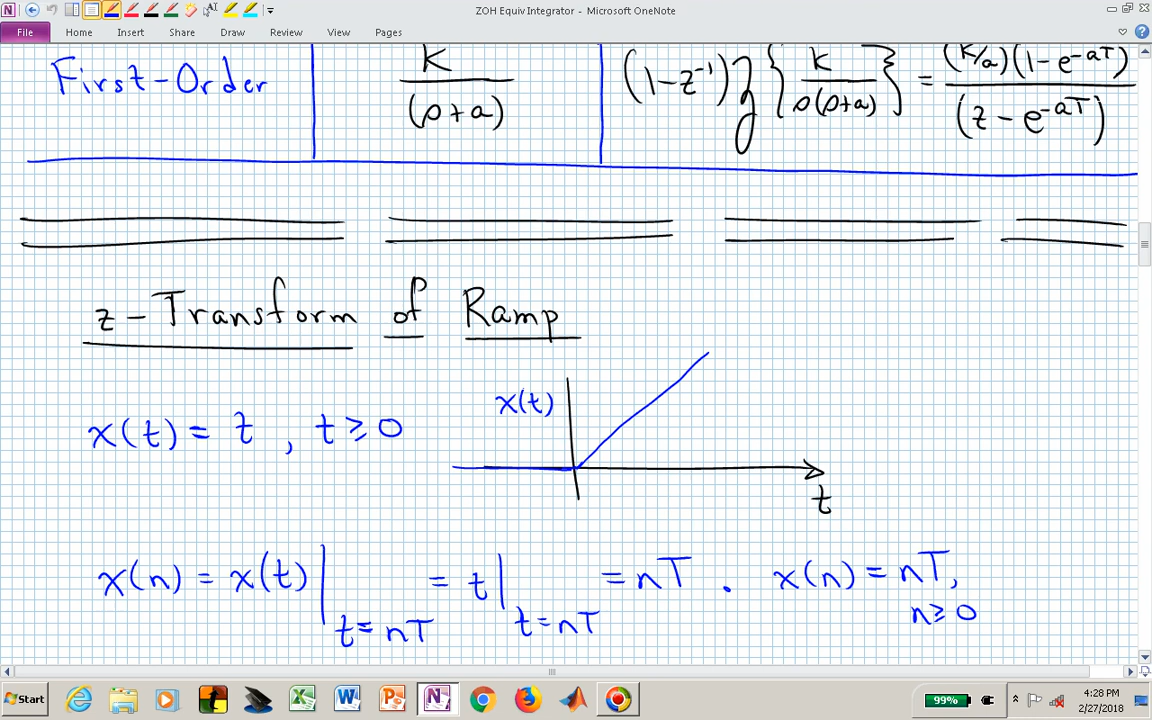 ZOH Equiv Integrator - Microsoft OneNote
File Home Insert Share Draw Review View Pages
First-Order K/(s+a) (1-z⁻¹) Z{K/(s(s+a))} = (K/a)(1-e^-aT)/(z-e^-aT)
z-Transform of Ramp
x(t)
x(t) = t, t ≥ 0
t
x(n) = x(t)|t=nT = t|t=nT = nT. x(n) = nT,
n ≥ 0
99%
4:28 PM
2/27/2018
Start